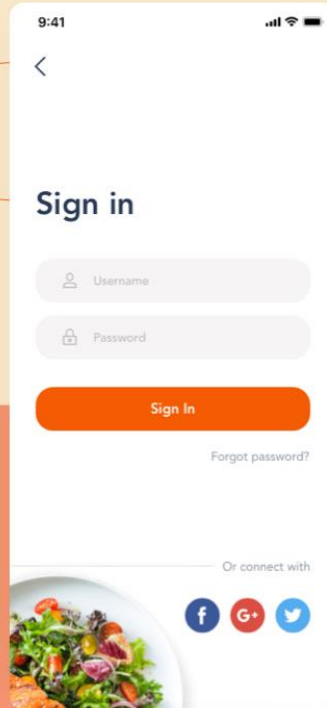 9:41
Sign in
Username
Password
Sign In
Forgot password?
Or connect with
f
G+